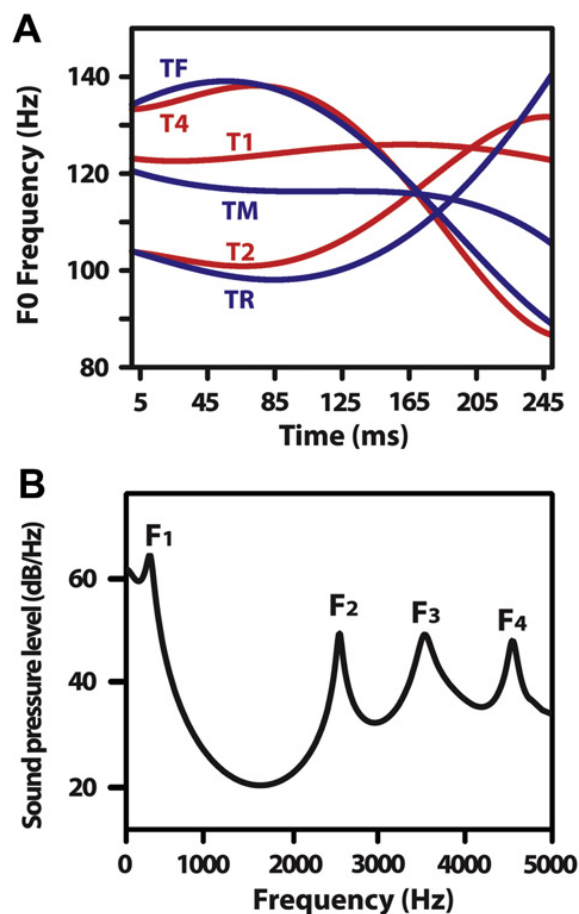 A
F0 Frequency (Hz)
140
120
100
80
TF
T4
T1
TM
T2
TR
5 45 85 125 165 205 245
Time (ms)
B
Sound pressure level (dB/Hz)
60
40
20
F1
F2
F3
F4
0 1000 2000 3000 4000 5000
Frequency (Hz)